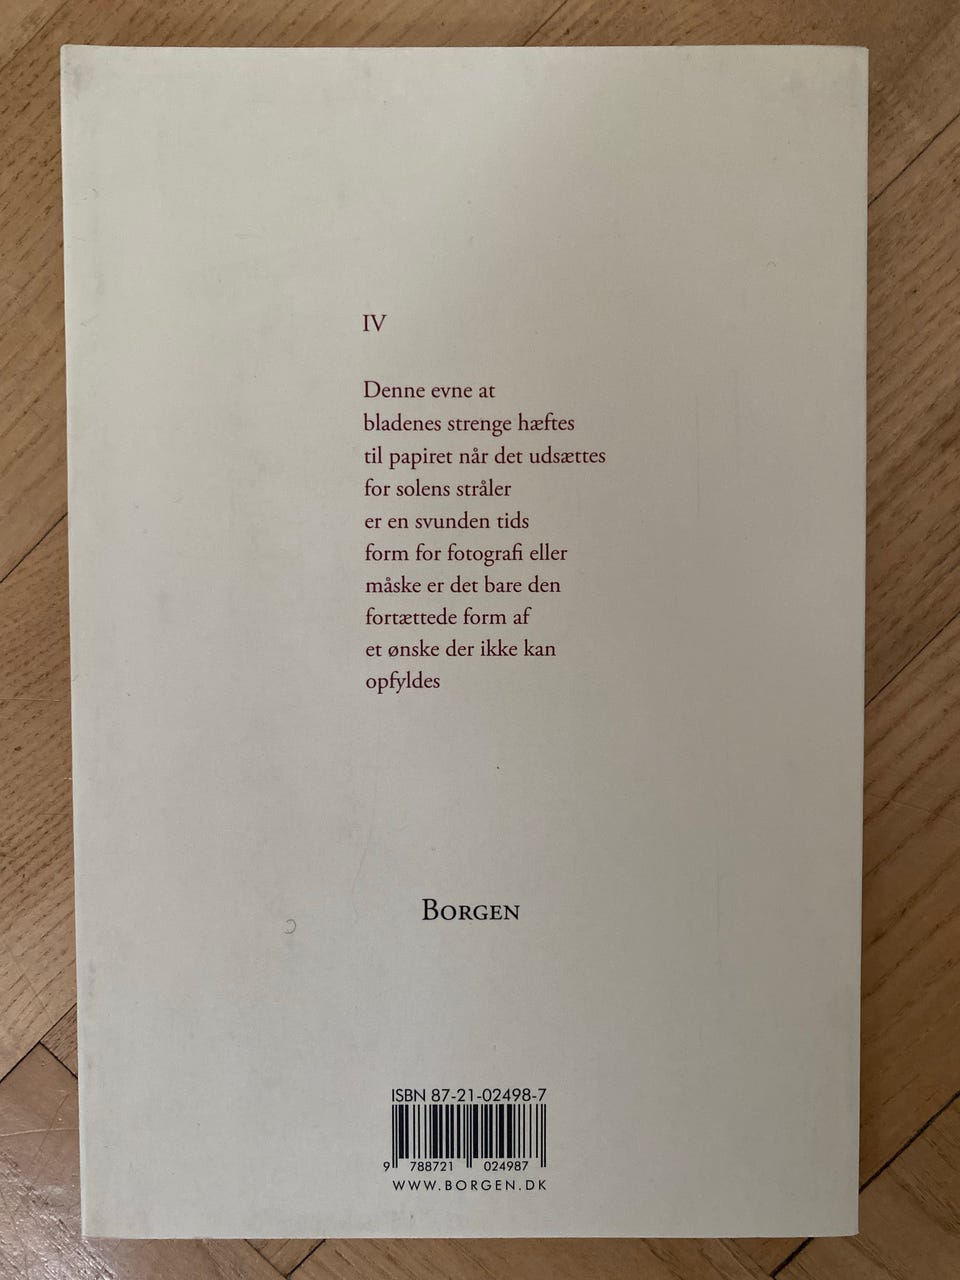 IV
Denne evne at
bladenes strenge hæftes
til papiret når det udsættes
for solens stråler
er en svunden tids
form for fotografi eller
måske er det bare den
fortættede form af
et ønske der ikke kan
opfyldes
BORGEN
ISBN 87-21-02498-7
9 788721 024987
WWW.BORGEN.DK